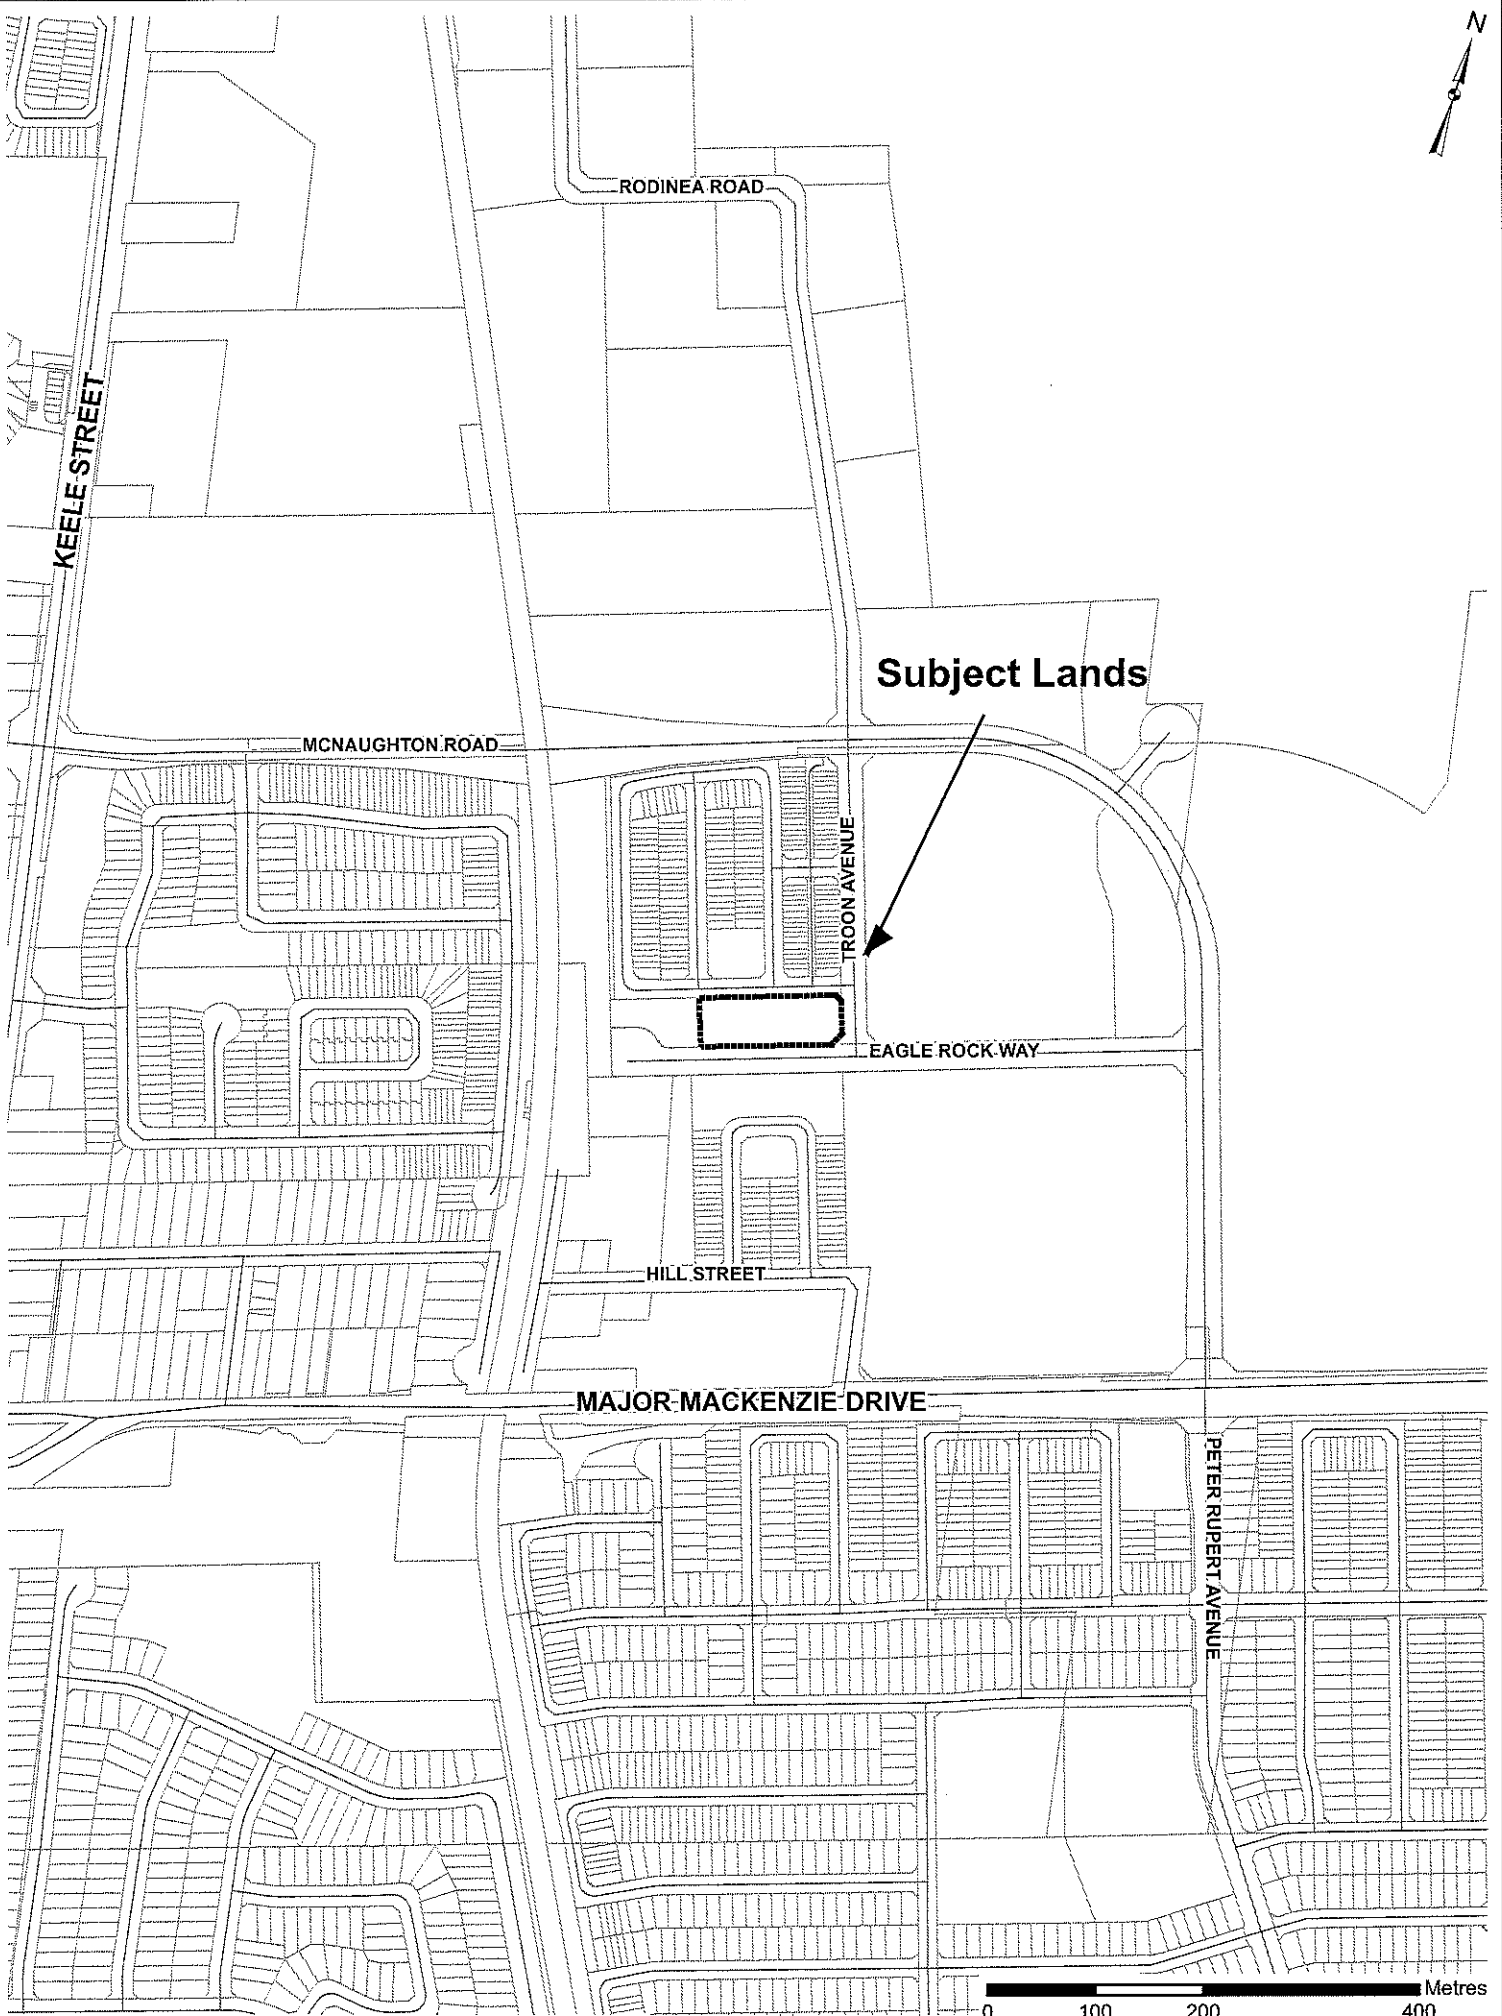 N
RODINEA ROAD
KEELE STREET
Subject Lands
MCNAUGHTON ROAD
TROON AVENUE
EAGLE ROCK WAY
HILL STREET
MAJOR MACKENZIE DRIVE
PETER RUPERT AVENUE
Metres
0 100 200 400